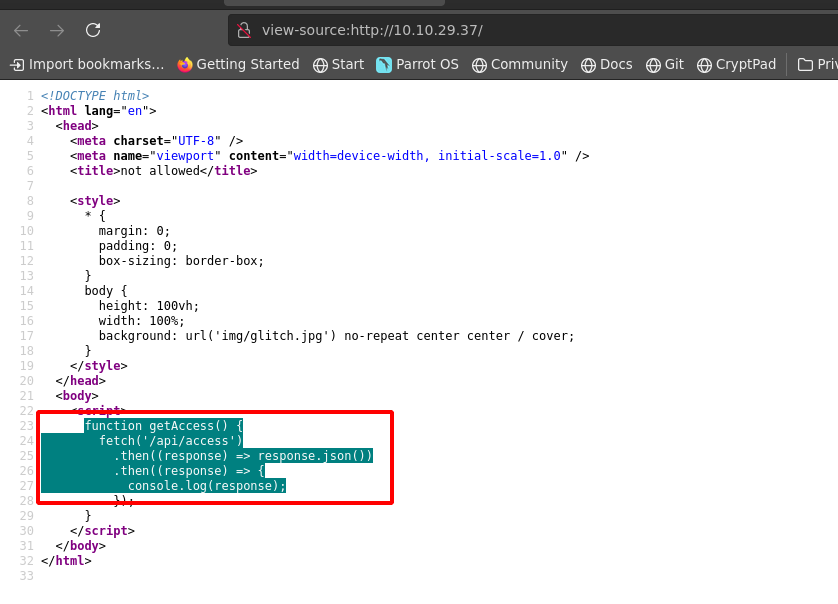 view-source:http://10.10.29.37/
Import bookmarks... Getting Started Start Parrot OS Community Docs Git CryptPad Priv
1 <!DOCTYPE html>
2 <html lang="en">
3   <head>
4     <meta charset="UTF-8" />
5     <meta name="viewport" content="width=device-width, initial-scale=1.0" />
6     <title>not allowed</title>
7
8     <style>
9       * {
10         margin: 0;
11         padding: 0;
12         box-sizing: border-box;
13       }
14       body {
15         height: 100vh;
16         width: 100%;
17         background: url('img/glitch.jpg') no-repeat center center / cover;
18       }
19     </style>
20   </head>
21   <body>
22     <script>
23       function getAccess() {
24         fetch('/api/access')
25           .then((response) => response.json())
26           .then((response) => {
27             console.log(response);
28           });
29       }
30     </script>
31   </body>
32 </html>
33